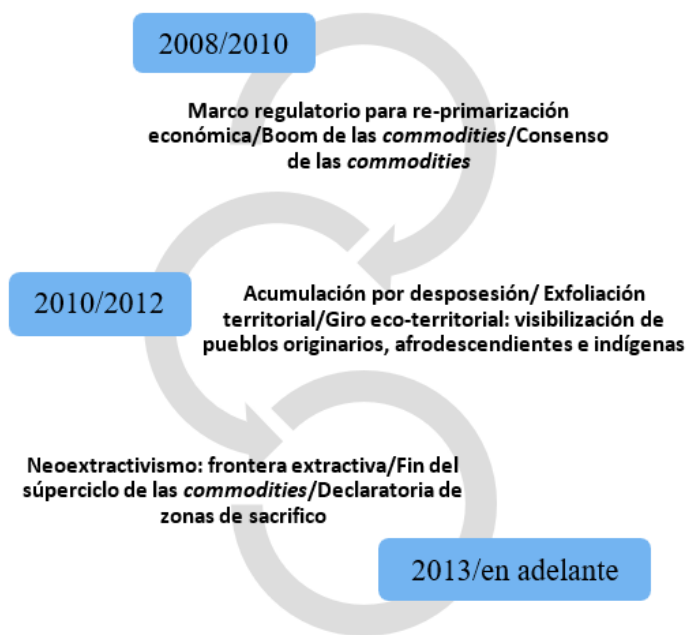 2008/2010
Marco regulatorio para re-primarización
económica/Boom de las commodities/Consenso
de las commodities
2010/2012
Acumulación por desposesión/ Exfoliación
territorial/Giro eco-territorial: visibilización de
pueblos originarios, afrodescendientes e indígenas
Neoextractivismo: frontera extractiva/Fin del
súperciclo de las commodities/Declaratoria de
zonas de sacrifico
2013/en adelante